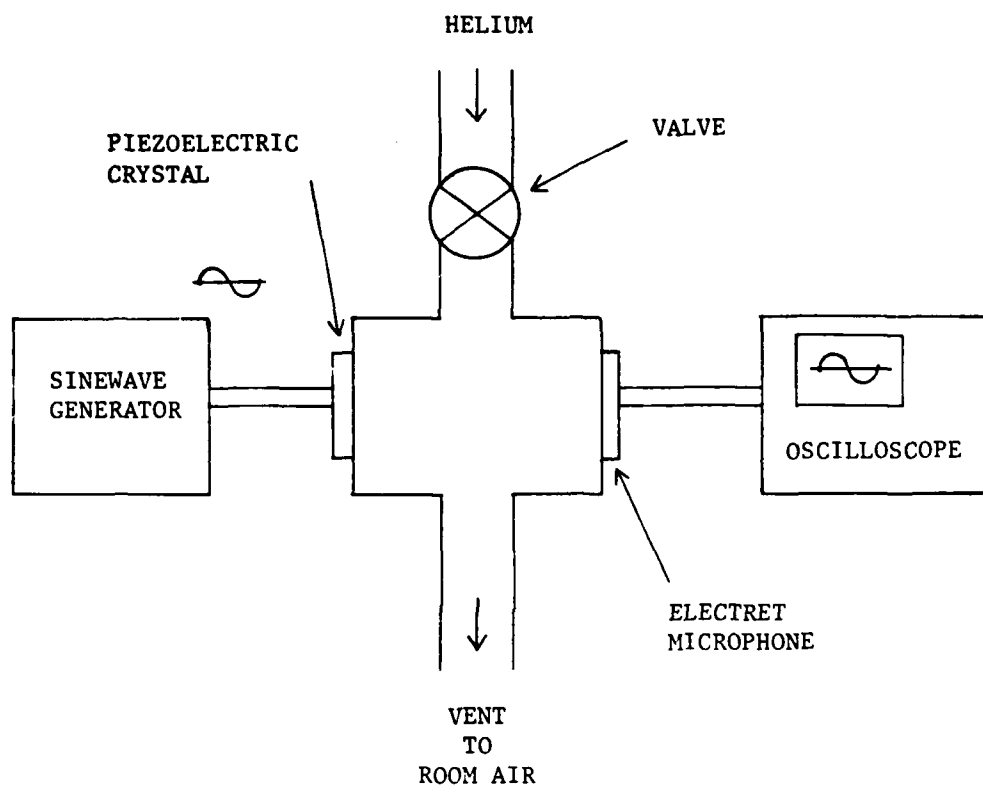 HELIUM
PIEZOELECTRIC
CRYSTAL
VALVE
SINEWAVE
GENERATOR
OSCILLOSCOPE
ELECTRET
MICROPHONE
VENT
TO
ROOM AIR